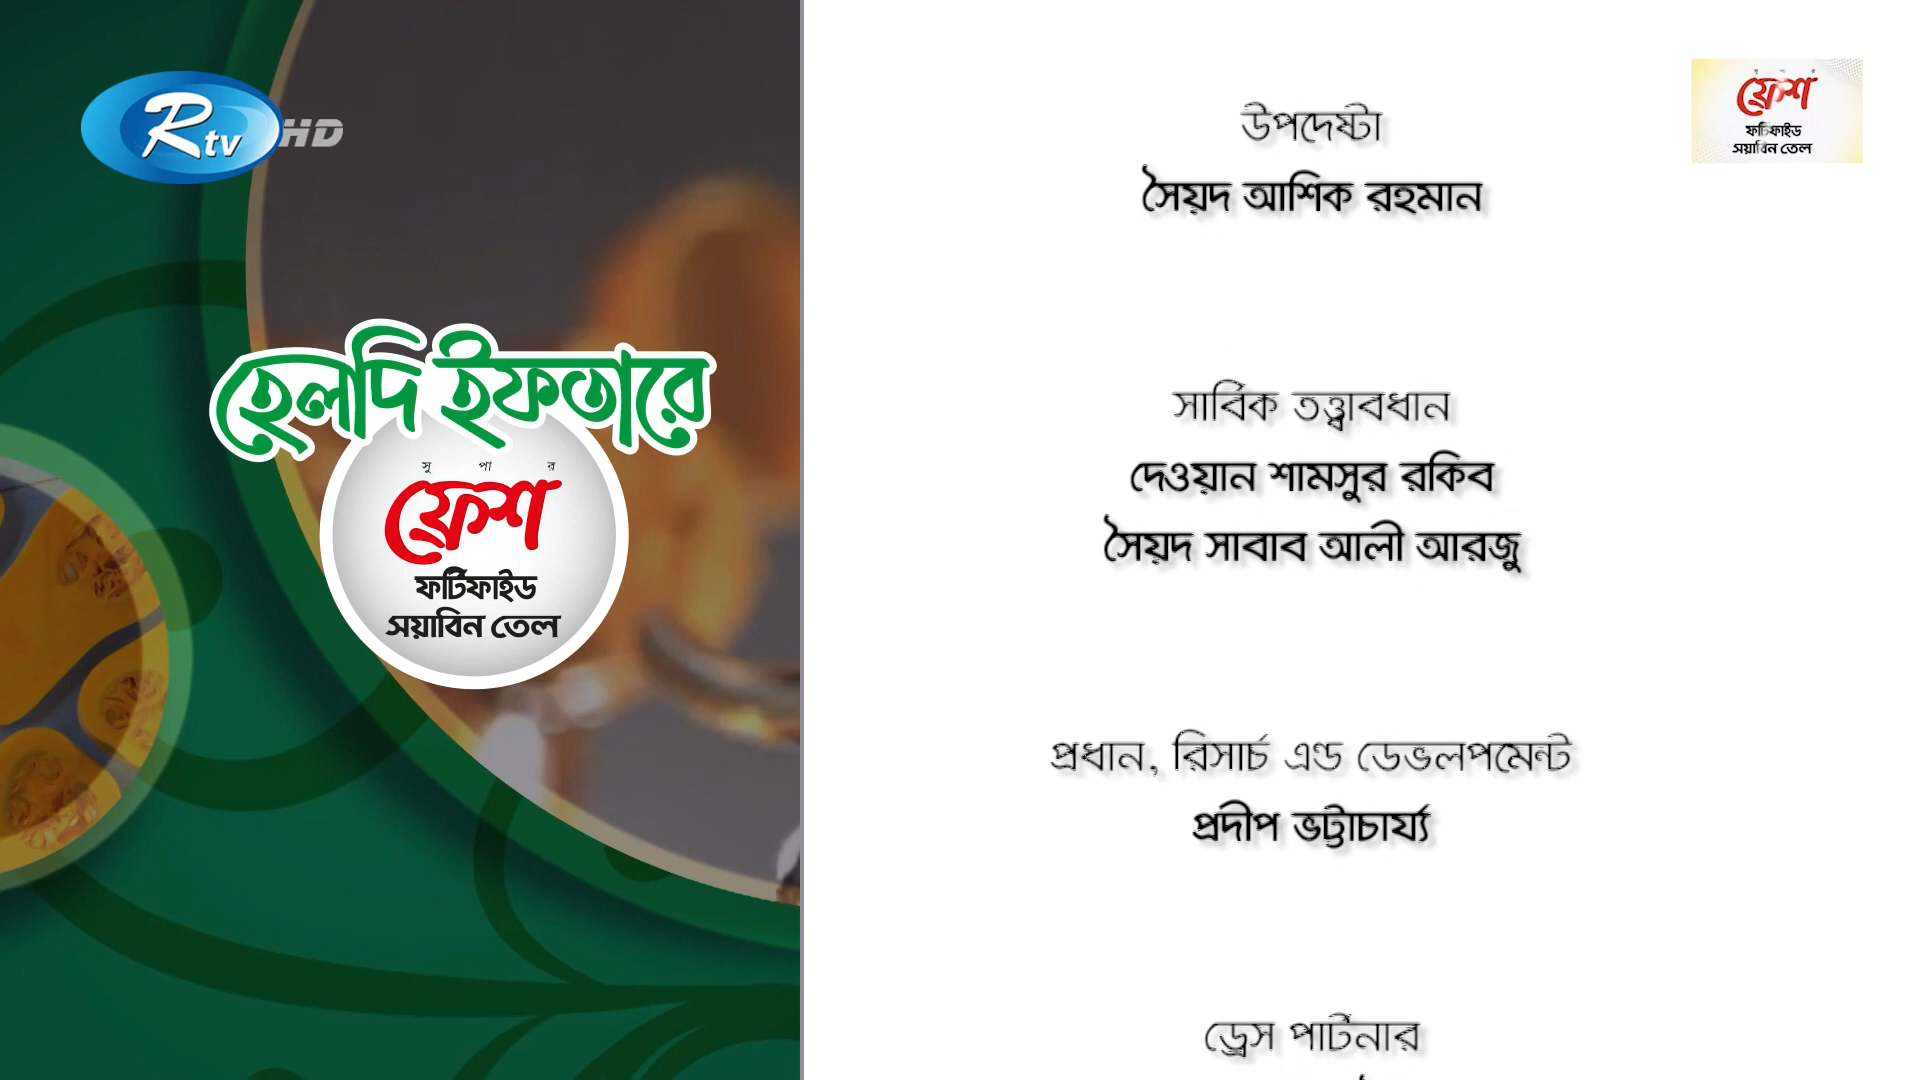 Rtv HD
হেলদি ইফতারে
সুপার
ফ্রেশ
ফর্টিফাইড
সয়াবিন তেল
উপদেষ্টা
সৈয়দ আশিক রহমান
সার্বিক তত্ত্বাবধান
দেওয়ান শামসুর রকিব
সৈয়দ সাবাব আলী আরজু
প্রধান, রিসার্চ এণ্ড ডেভলপমেন্ট
প্রদীপ ভট্টাচার্য্য
ড্রেস পার্টনার
সুপার
ফ্রেশ
ফর্টিফাইড
সয়াবিন তেল